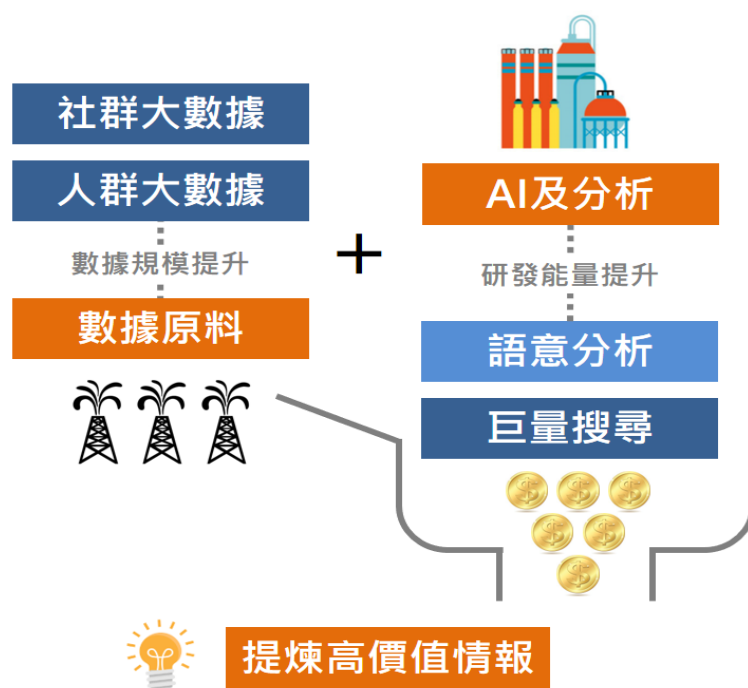 社群大數據
人群大數據
數據規模提升
數據原料
+
AI及分析
研發能量提升
語意分析
巨量搜尋
提煉高價值情報